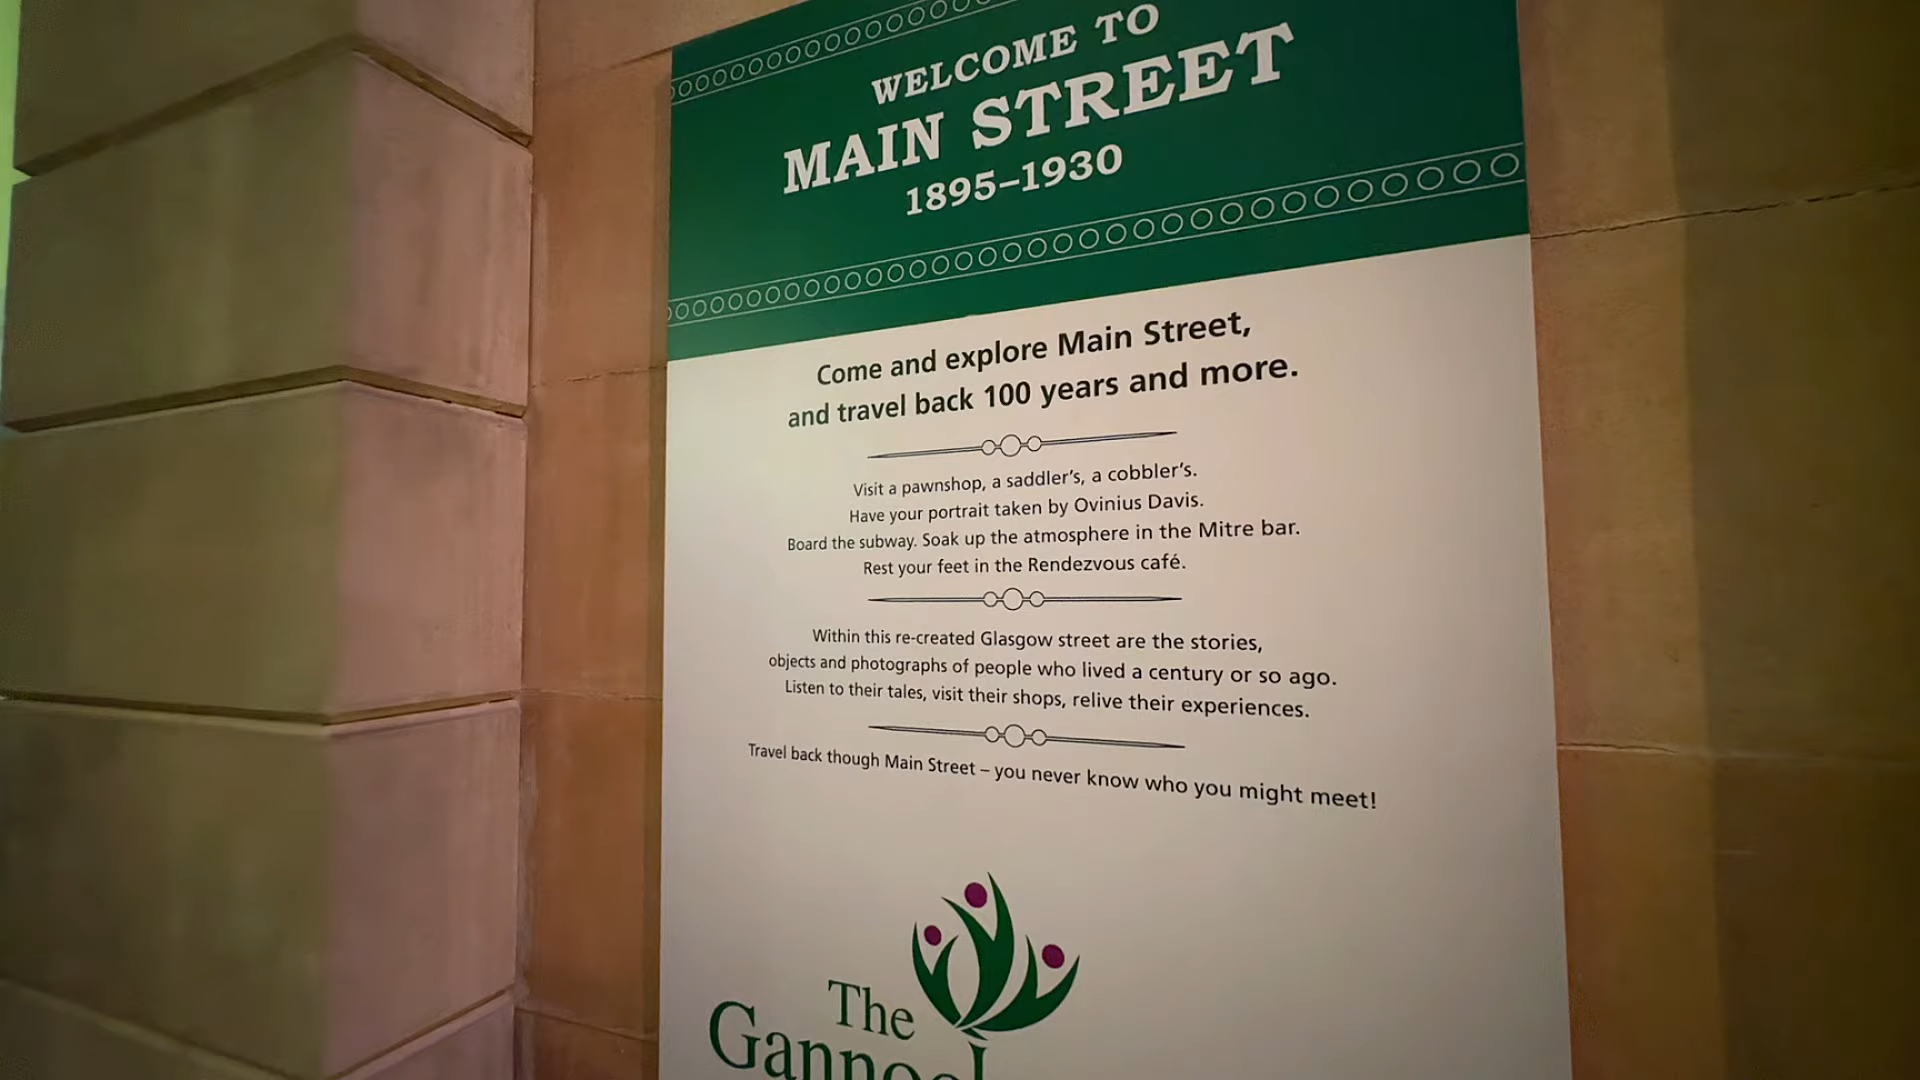 WELCOME TO
MAIN STREET
1895–1930
Come and explore Main Street,
and travel back 100 years and more.
Visit a pawnshop, a saddler's, a cobbler's.
Have your portrait taken by Ovinius Davis.
Board the subway. Soak up the atmosphere in the Mitre bar.
Rest your feet in the Rendezvous café.
Within this re-created Glasgow street are the stories,
objects and photographs of people who lived a century or so ago.
Listen to their tales, visit their shops, relive their experiences.
Travel back though Main Street – you never know who you might meet!
The